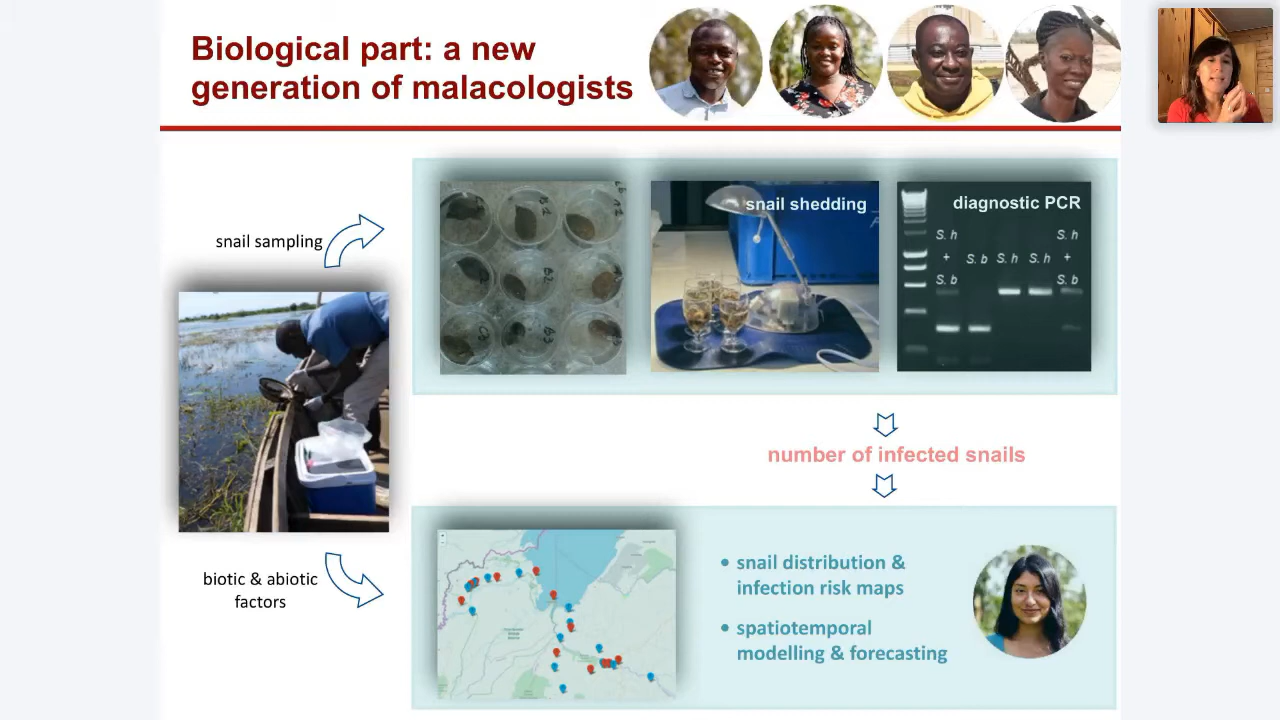 Biological part: a new
generation of malacologists
snail sampling
snail shedding
diagnostic PCR
S. h
+
S. b
S. b
S. h
S. h
S. h
+
S. b
number of infected snails
biotic & abiotic
factors
• snail distribution &
infection risk maps
• spatiotemporal
modelling & forecasting